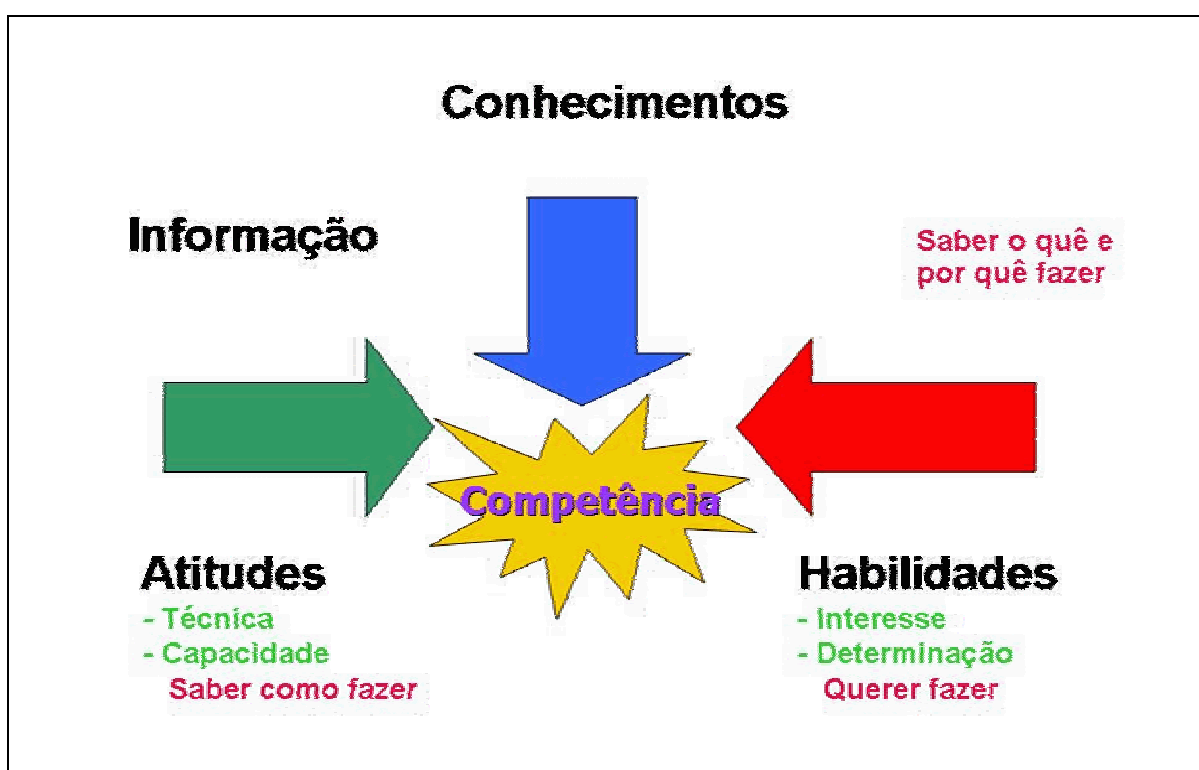 Conhecimentos
Informação
Saber o quê e
por quê fazer
Competência
Atitudes
- Técnica
- Capacidade
Saber como fazer
Habilidades
- Interesse
- Determinação
Querer fazer